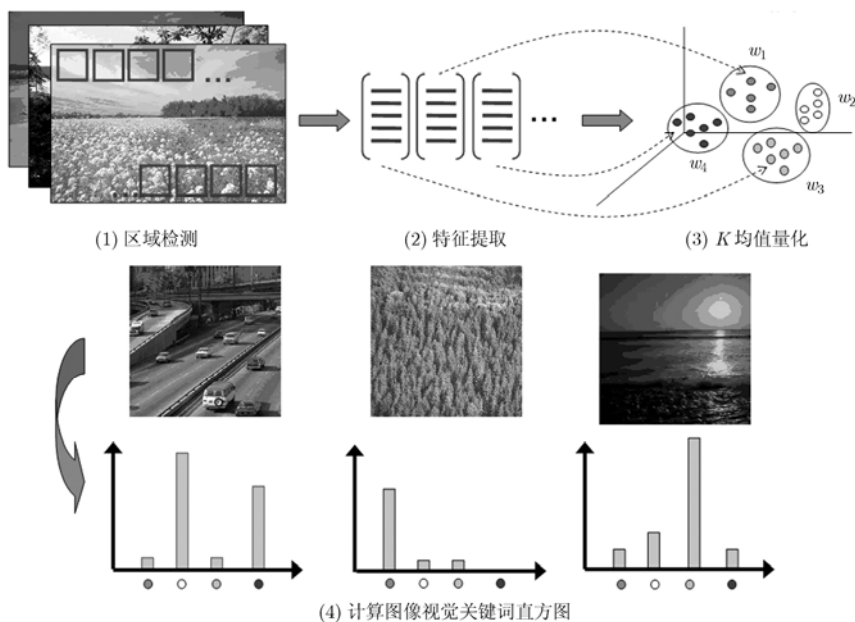 w₁
w₂
w₃
w₄
(1) 区域检测
(2) 特征提取
(3) K 均值量化
(4) 计算图像视觉关键词直方图